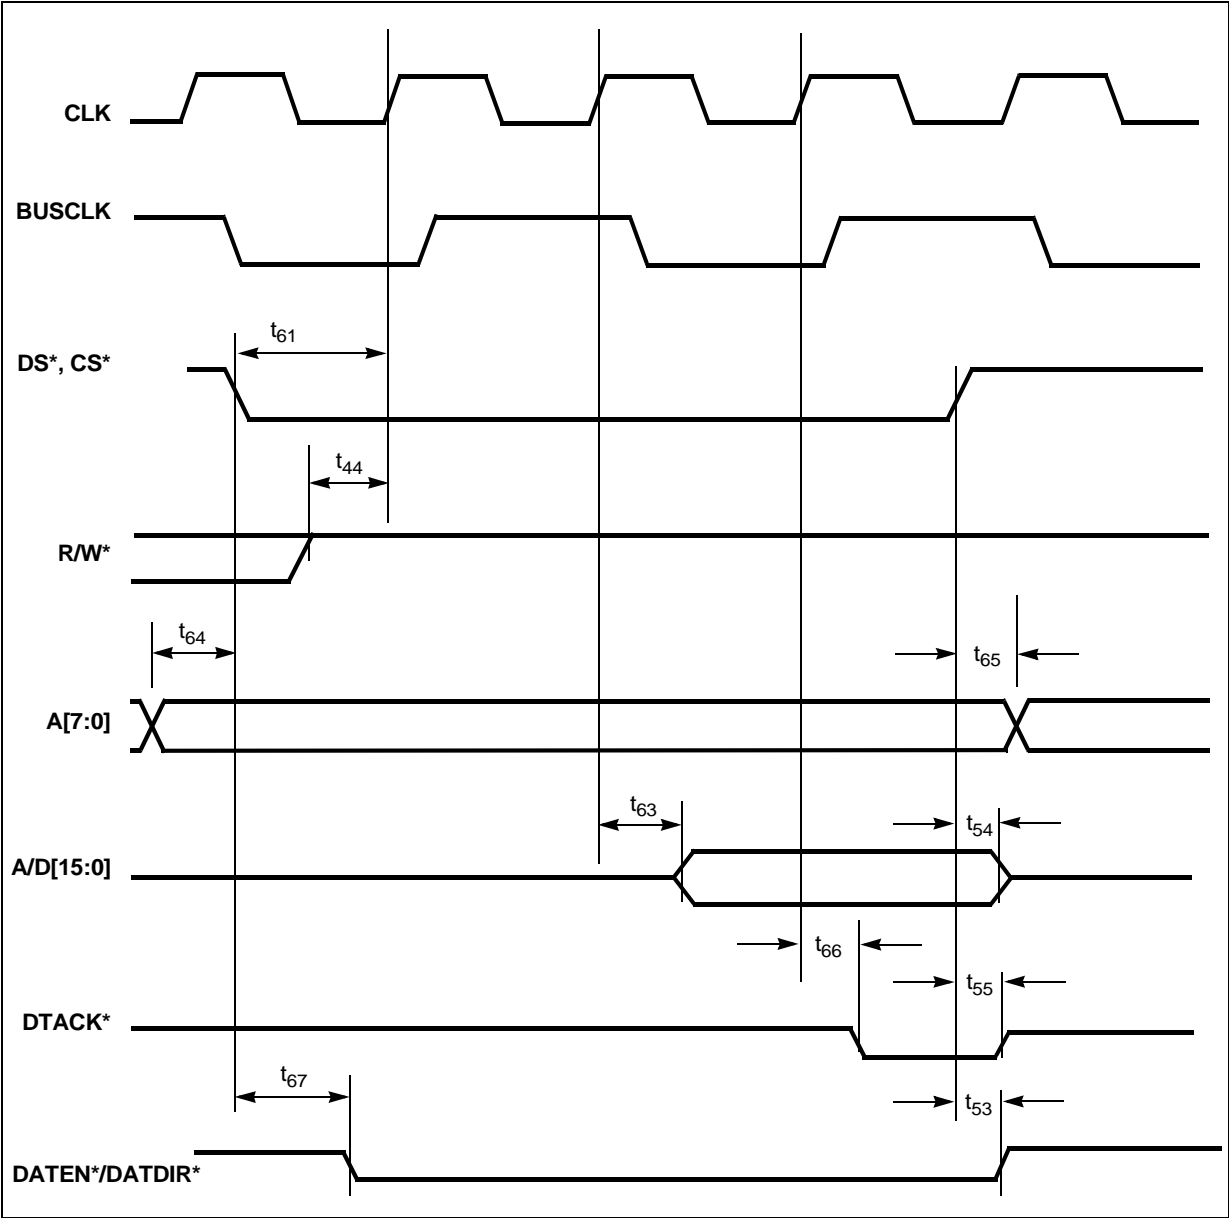 CLK
BUSCLK
t61
DS*, CS*
t44
R/W*
t64
t65
A[7:0]
t63
t54
A/D[15:0]
t66
t55
DTACK*
t67
t53
DATEN*/DATDIR*